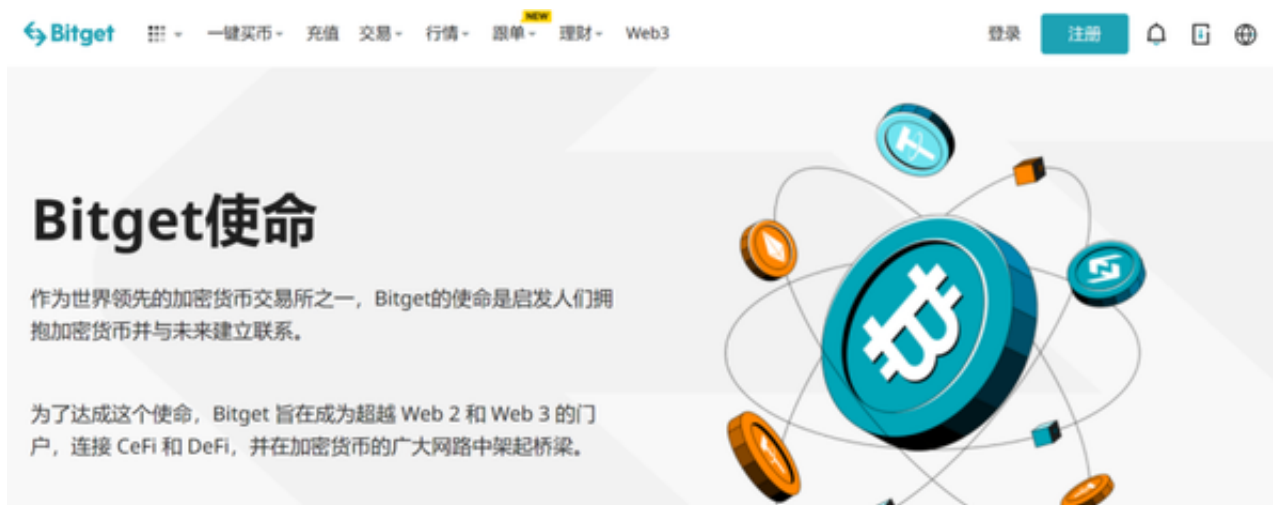 Bitget 一键买币 充值 交易 行情 跟单 NEW 理财 Web3 登录 注册
Bitget使命
作为世界领先的加密货币交易所之一，Bitget的使命是启发人们拥
抱加密货币并与未来建立联系。
为了达成这个使命，Bitget 旨在成为超越 Web 2 和 Web 3 的门
户，连接 CeFi 和 DeFi，并在加密货币的广大网路中架起桥梁。